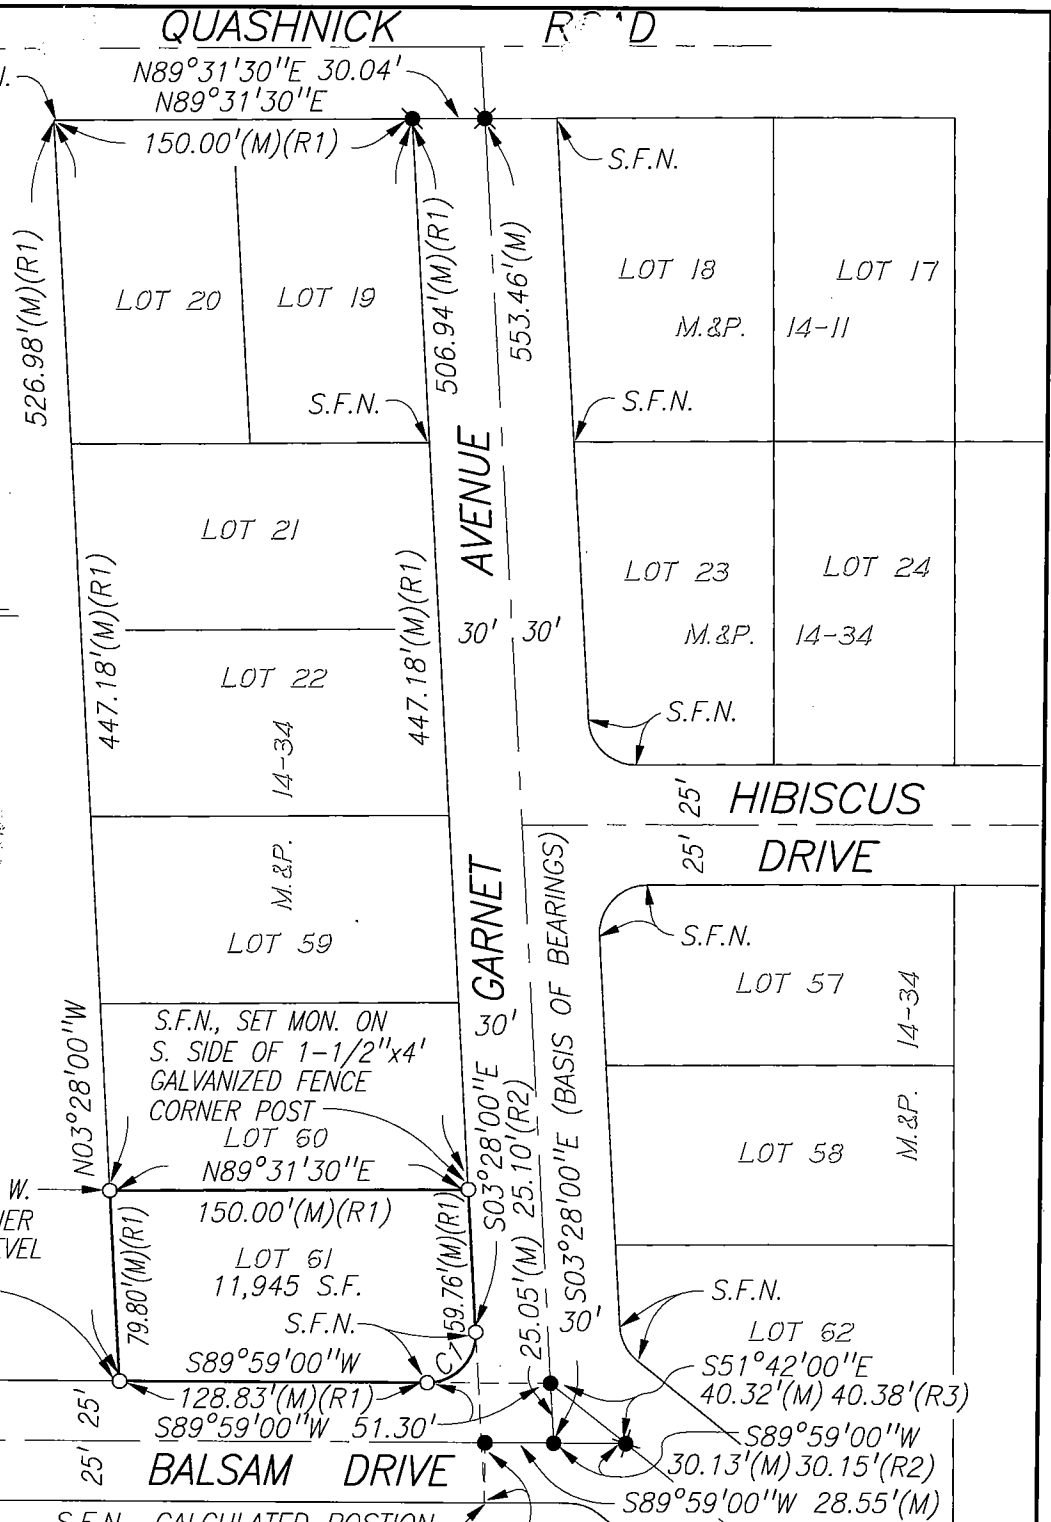 QUASHNICK ROAD
N89°31'30"E 30.04'
N89°31'30"E
150.00'(M)(R1)
S.F.N.
526.98'(M)(R1)
506.94'(M)(R1)
553.46'(M)
LOT 20
LOT 19
LOT 18
LOT 17
M.&P. 14-11
S.F.N.
S.F.N.
AVENUE
LOT 21
LOT 23
LOT 24
447.18'(M)(R1)
447.18'(M)(R1)
30' 30'
M.&P. 14-34
LOT 22
S.F.N.
14-34
M.&P.
25'
HIBISCUS
25'
DRIVE
LOT 59
GARNET
S.F.N.
LOT 57
14-34
M.&P.
N03°28'00"W
S.F.N., SET MON. ON
S. SIDE OF 1-1/2"x4'
GALVANIZED FENCE
CORNER POST
30'
S03°28'00"E
25.05'(M) 25.10'(R2)
S03°28'00"E (BASIS OF BEARINGS)
LOT 60
N89°31'30"E
LOT 58
W.
150.00'(M)(R1)
EVEL
79.80'(M)(R1)
59.76'(M)(R1)
LOT 61
11,945 S.F.
S.F.N.
S.F.N.
30'
C1
LOT 62
S89°59'00"W
128.83'(M)(R1)
S51°42'00"E
40.32'(M) 40.38'(R3)
25'
S89°59'00"W 51.30'
S89°59'00"W
25'
BALSAM DRIVE
30.13'(M) 30.15'(R2)
S89°59'00"W 28.55'(M)
S.F.N., CALCULATED POSTION